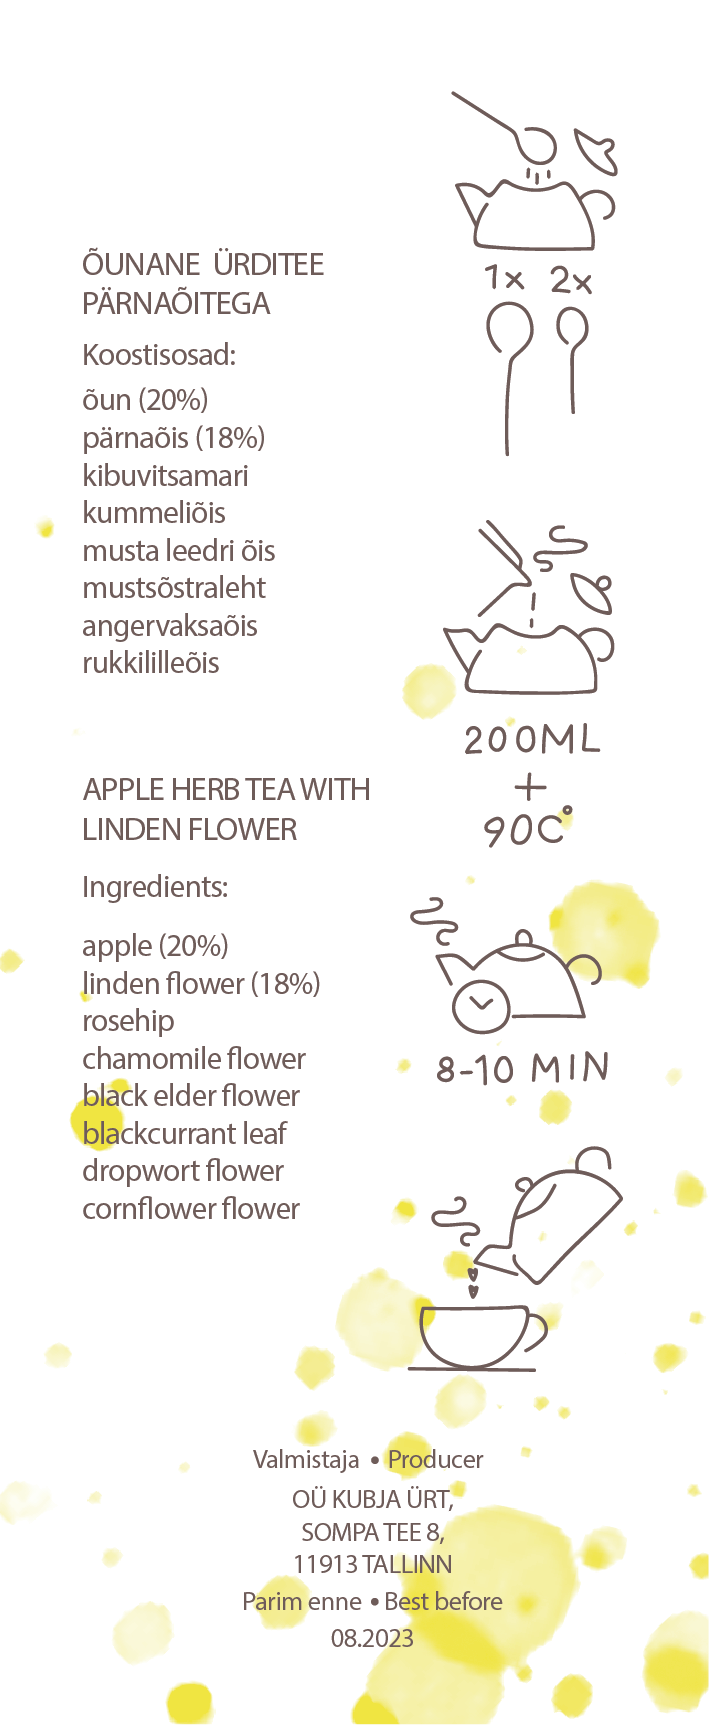 ÕUNANE ÜRDITEE
PÄRNAÕITEGA
Koostisosad:
õun (20%)
pärnaõis (18%)
kibuvitsamari
kummeliõis
musta leedri õis
mustsõstraleht
angervaksaõis
rukkililleõis
APPLE HERB TEA WITH
LINDEN FLOWER
Ingredients:
apple (20%)
linden flower (18%)
rosehip
chamomile flower
black elder flower
blackcurrant leaf
dropwort flower
cornflower flower
1x 2x
200ML
+
90C°
8-10 MIN
Valmistaja • Producer
OÜ KUBJA ÜRT,
SOMPA TEE 8,
11913 TALLINN
Parim enne • Best before
08.2023